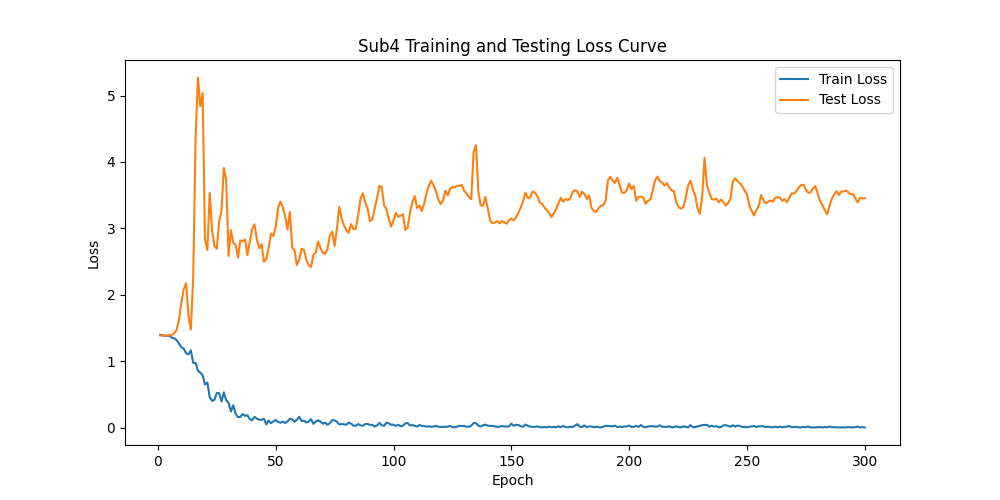 Sub4 Training and Testing Loss Curve
Train Loss
Test Loss
5
4
3
2
1
0
Loss
0 50 100 150 200 250 300
Epoch